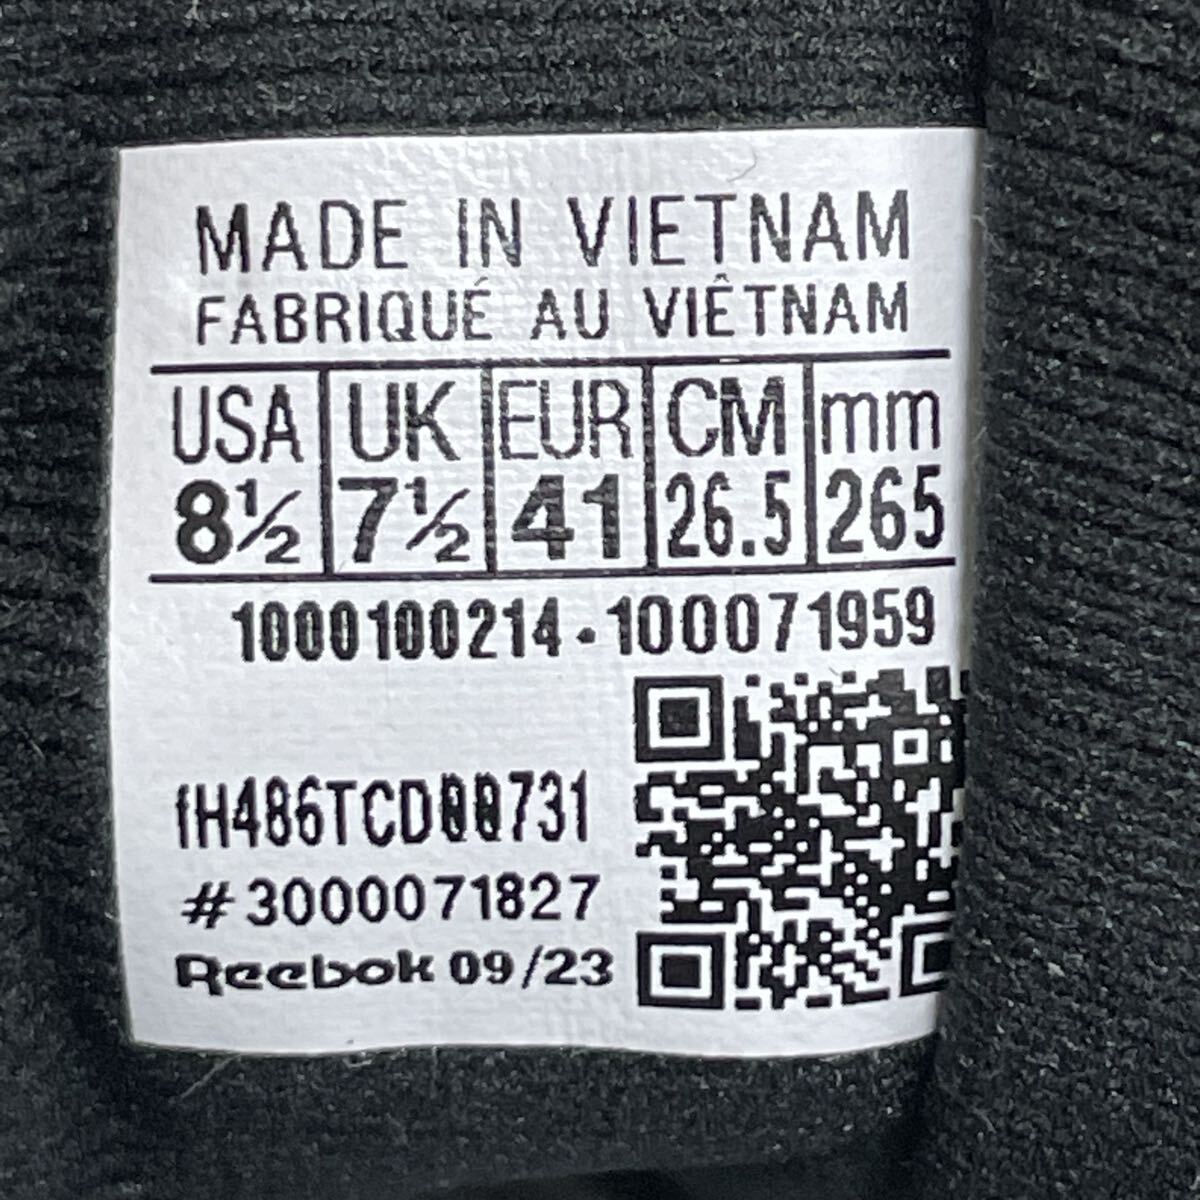 MADE IN VIETNAM
FABRIQUÉ AU VIÊTNAM
USA UK EUR CM mm
8½ 7½ 41 26.5 265
1000100214-100071959
fH486TCD00731
#3000071827
Reebok 09/23